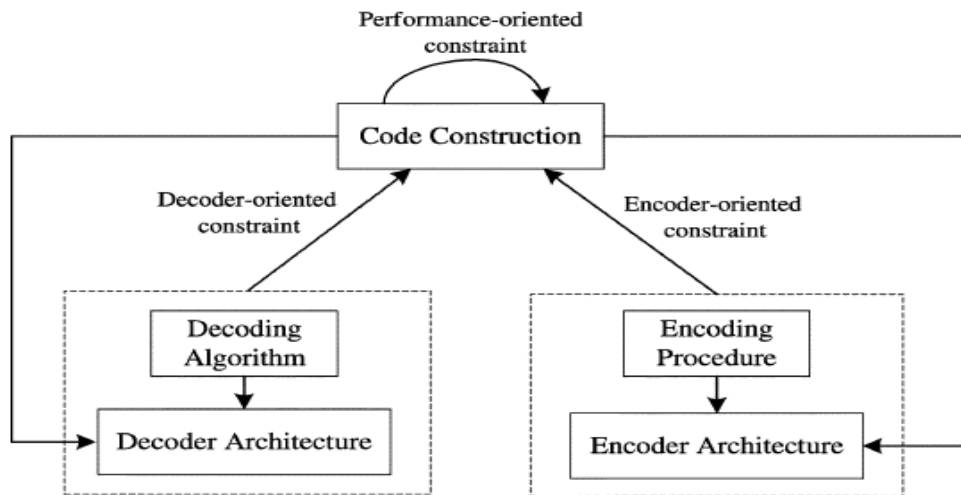 Performance-oriented
constraint
Code Construction
Decoder-oriented
constraint
Encoder-oriented
constraint
Decoding
Algorithm
Encoding
Procedure
Decoder Architecture
Encoder Architecture